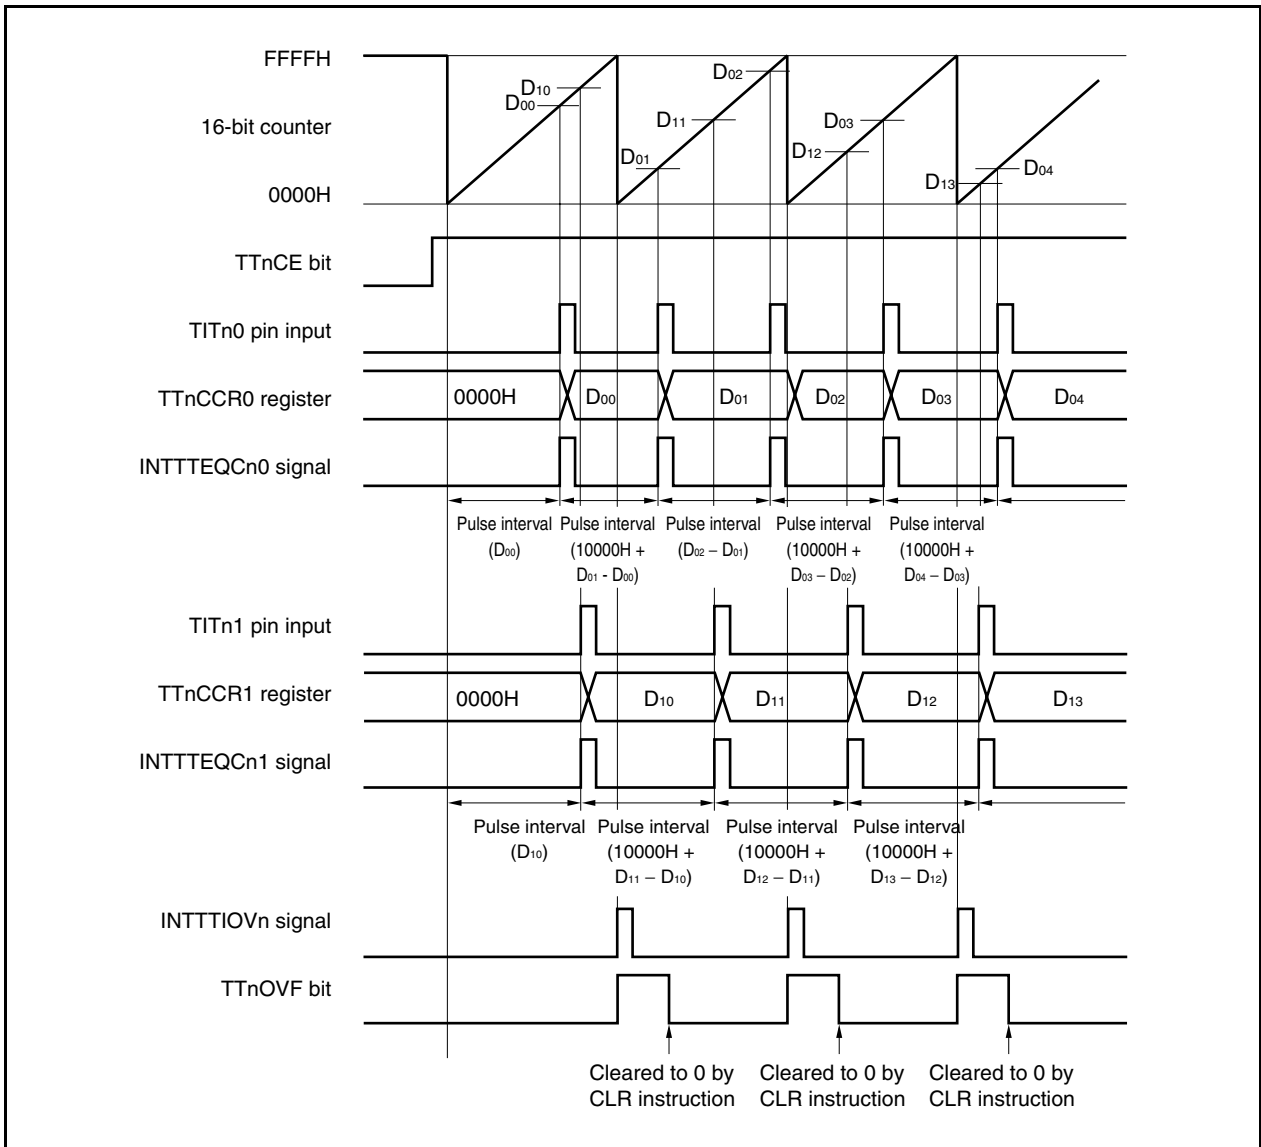 FFFFH
D10
D00
D02
16-bit counter
D11
D03
D01
D12
D13
D04
0000H
TTnCE bit
TITn0 pin input
TTnCCR0 register
0000H D00 D01 D02 D03 D04
INTTTEQCn0 signal
Pulse interval Pulse interval Pulse interval Pulse interval Pulse interval
(D00) (10000H + (D02 – D01) (10000H + (10000H +
D01 - D00) D03 – D02) D04 – D03)
TITn1 pin input
TTnCCR1 register
0000H D10 D11 D12 D13
INTTTEQCn1 signal
Pulse interval Pulse interval Pulse interval Pulse interval
(D10) (10000H + (10000H + (10000H +
D11 – D10) D12 – D11) D13 – D12)
INTTTIOVn signal
TTnOVF bit
Cleared to 0 by Cleared to 0 by Cleared to 0 by
CLR instruction CLR instruction CLR instruction